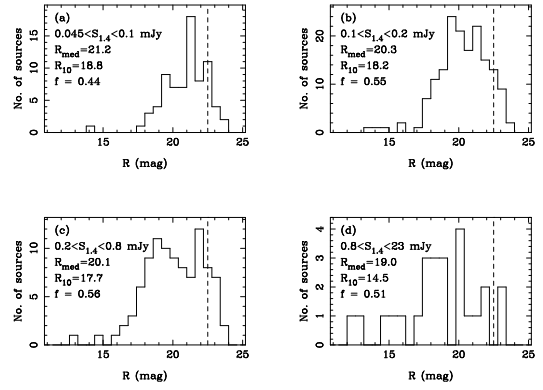 (a)
0.045<S1.4<0.1 mJy
Rmed=21.2
R10=18.8
f = 0.44
No. of sources
0
5
10
15
15
20
25
R (mag)
(b)
0.1<S1.4<0.2 mJy
Rmed=20.3
R10=18.2
f = 0.55
No. of sources
0
10
20
15
20
25
R (mag)
(c)
0.2<S1.4<0.8 mJy
Rmed=20.1
R10=17.7
f = 0.56
No. of sources
0
5
10
15
20
25
R (mag)
(d)
0.8<S1.4<23 mJy
Rmed=19.0
R10=14.5
f = 0.51
No. of sources
0
1
2
3
4
15
20
25
R (mag)